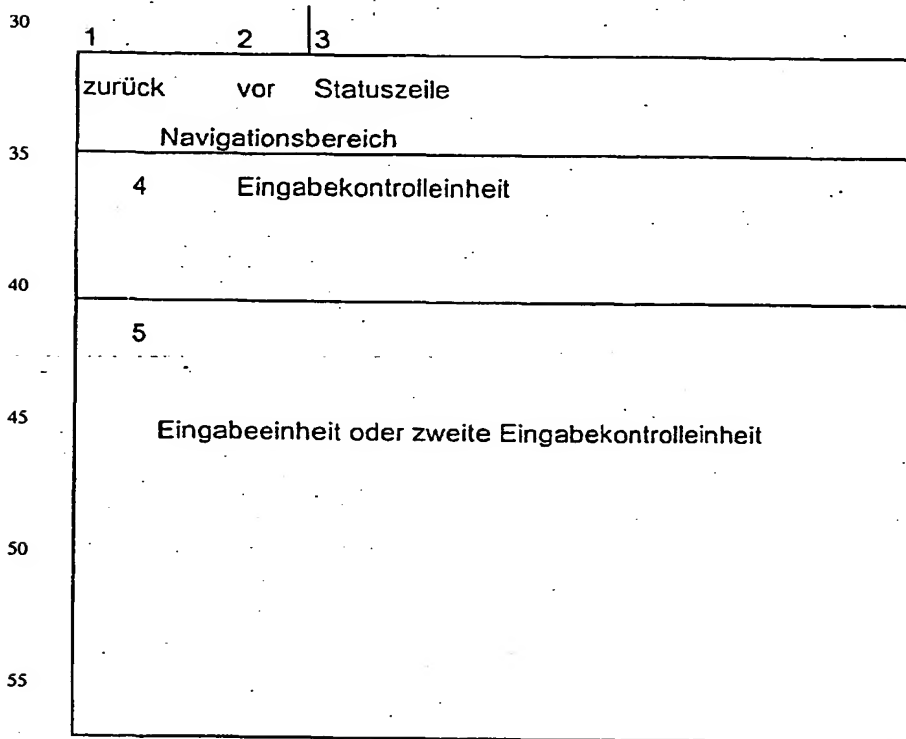 30
1 2 3
zurück vor Statuszeile
Navigationsbereich
35
4 Eingabekontrolleinheit
40
5
45
Eingabeeinheit oder zweite Eingabekontrolleinheit
50
55